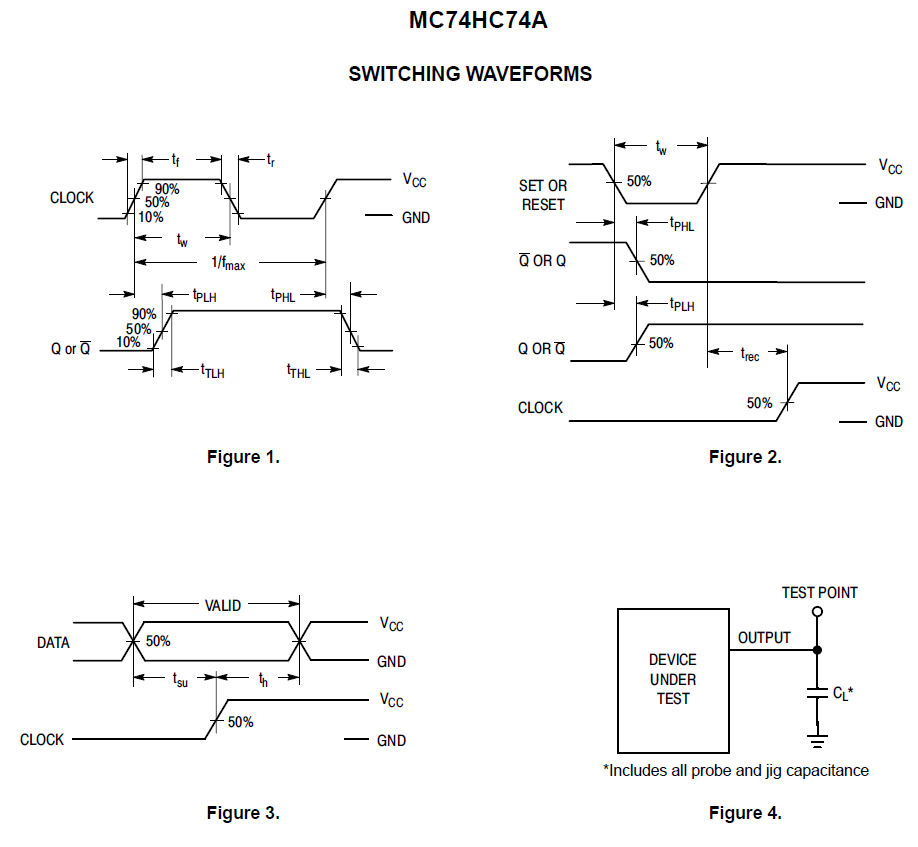 MC74HC74A
SWITCHING WAVEFORMS
tf
tr
CLOCK
90%
50%
10%
VCC
GND
tw
1/fmax
tPLH
tPHL
90%
50%
10%
Q or Q̅
tTLH
tTHL
Figure 1.
tw
SET OR
RESET
50%
VCC
GND
tPHL
Q̅ OR Q
50%
tPLH
Q OR Q̅
50%
trec
CLOCK
50%
VCC
GND
Figure 2.
VALID
DATA
50%
VCC
GND
tsu
th
CLOCK
50%
VCC
GND
Figure 3.
TEST POINT
OUTPUT
DEVICE
UNDER
TEST
CL*
*Includes all probe and jig capacitance
Figure 4.